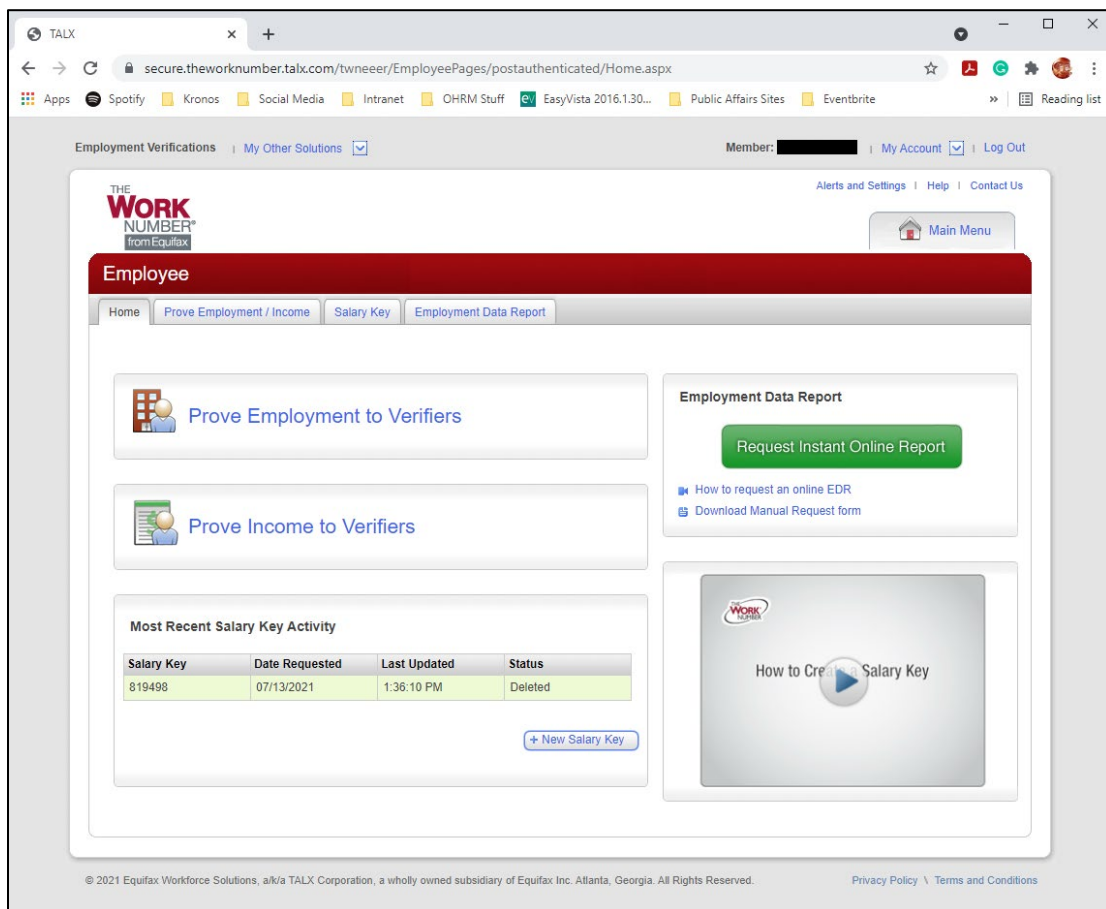 TALX
secure.theworknumber.talx.com/twneeer/EmployeePages/postauthenticated/Home.aspx
Apps Spotify Kronos Social Media Intranet OHRM Stuff EV EasyVista 2016.1.30... Public Affairs Sites Eventbrite » Reading list
Employment Verifications | My Other Solutions Member: | My Account | Log Out
Alerts and Settings | Help | Contact Us
THE
WORK
NUMBER®
from Equifax
Main Menu
Employee
Home Prove Employment / Income Salary Key Employment Data Report
Prove Employment to Verifiers
Prove Income to Verifiers
Most Recent Salary Key Activity
Salary Key Date Requested Last Updated Status
819498 07/13/2021 1:36:10 PM Deleted
+ New Salary Key
Employment Data Report
Request Instant Online Report
How to request an online EDR
Download Manual Request form
THE
WORK
NUMBER
How to Create a Salary Key
© 2021 Equifax Workforce Solutions, a/k/a TALX Corporation, a wholly owned subsidiary of Equifax Inc. Atlanta, Georgia. All Rights Reserved. Privacy Policy \ Terms and Conditions